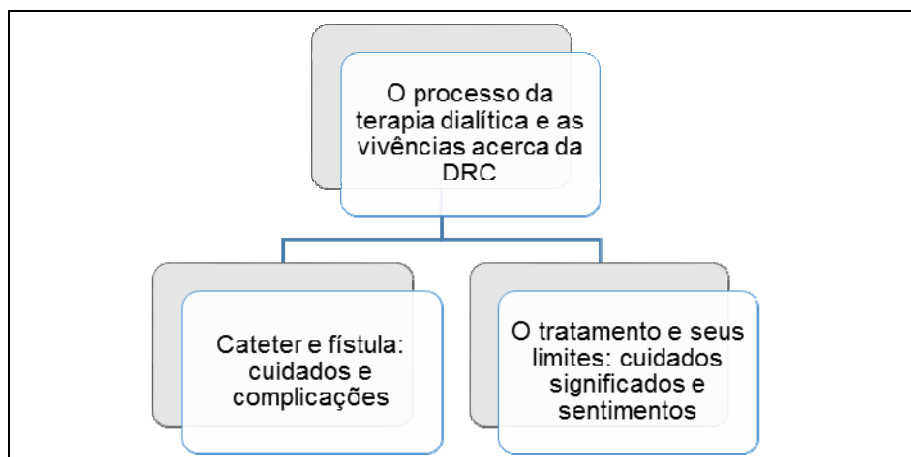 O processo da
terapia dialítica e as
vivências acerca da
DRC
Cateter e fístula:
cuidados e
complicações
O tratamento e seus
limites: cuidados
significados e
sentimentos